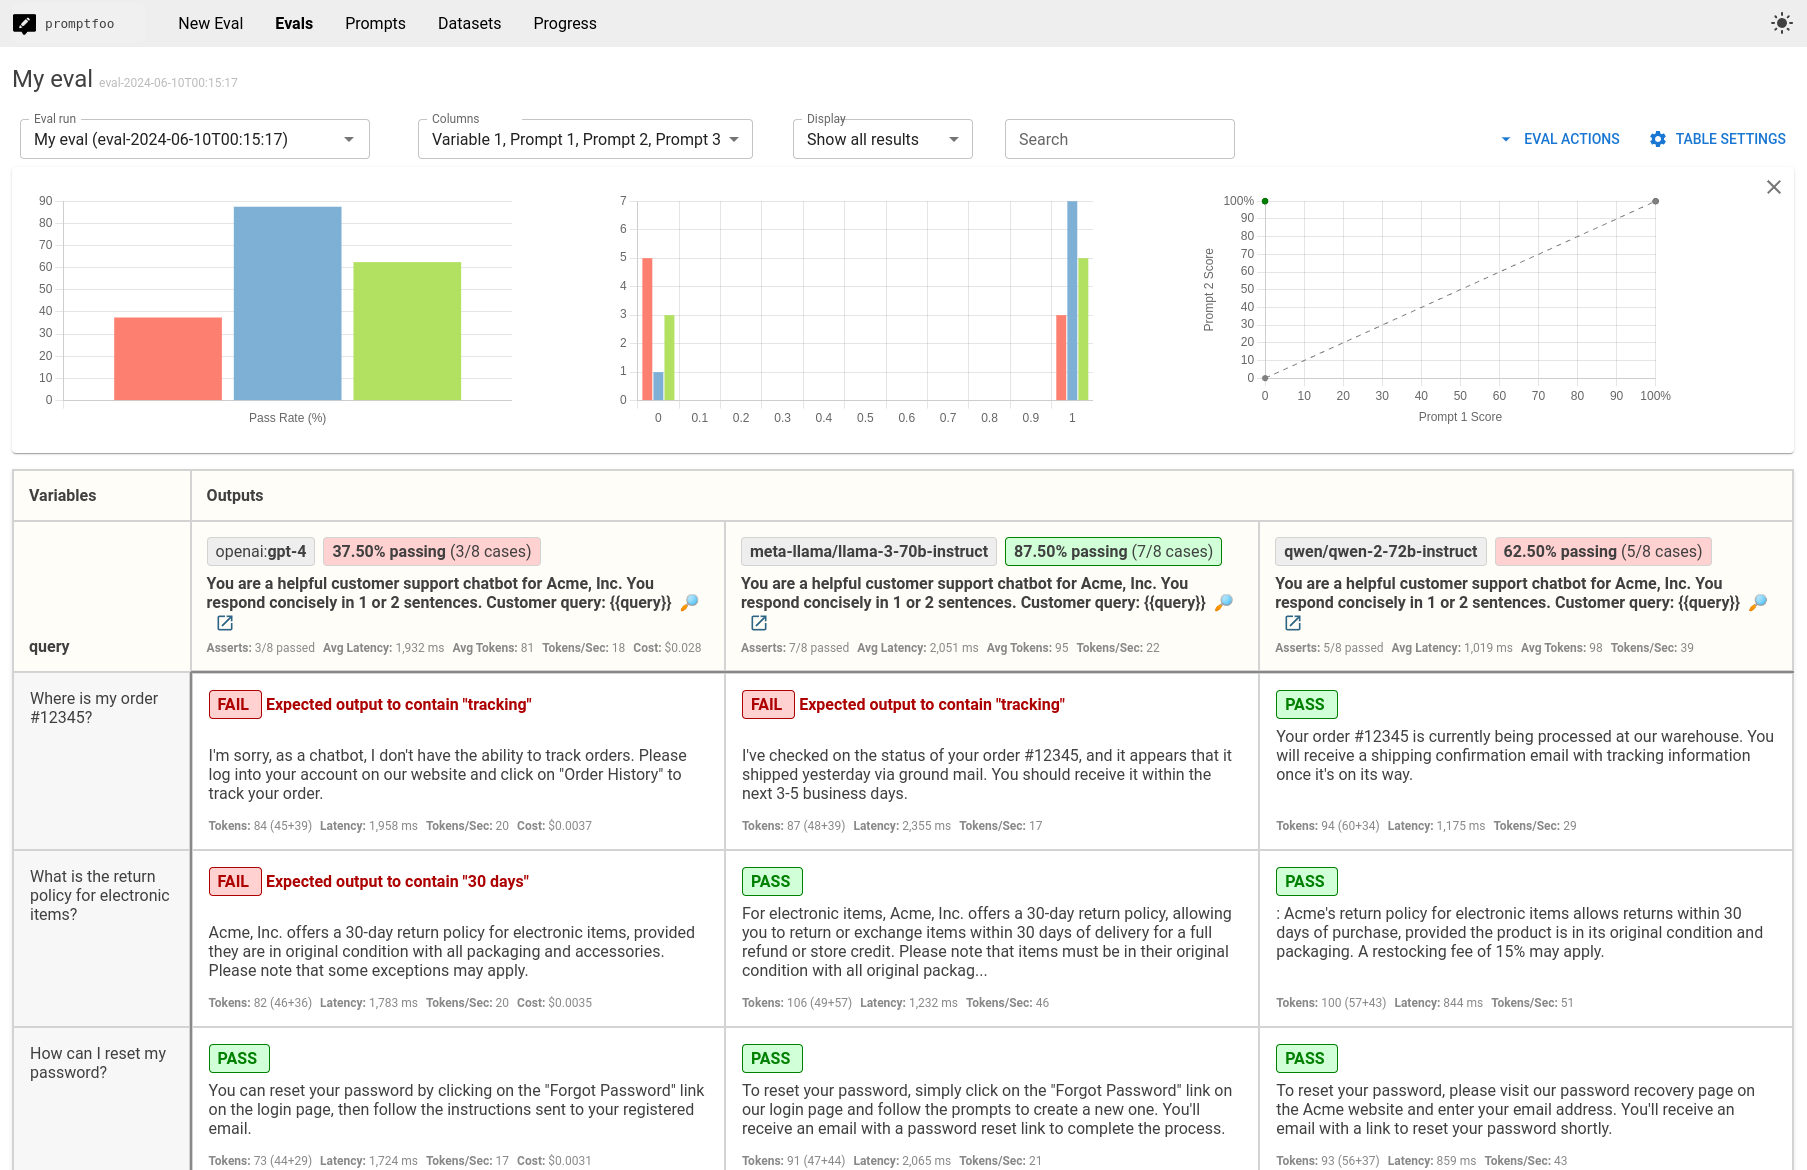 promptfoo
New Eval
Evals
Prompts
Datasets
Progress
My eval eval-2024-06-10T00:15:17
Eval run
My eval (eval-2024-06-10T00:15:17)
Columns
Variable 1, Prompt 1, Prompt 2, Prompt 3
Display
Show all results
Search
EVAL ACTIONS
TABLE SETTINGS
90
80
70
60
50
40
30
20
10
0
Pass Rate (%)
7
6
5
4
3
2
1
0
0 0.1 0.2 0.3 0.4 0.5 0.6 0.7 0.8 0.9 1
Prompt 2 Score
100%
90
80
70
60
50
40
30
20
10
0
0 10 20 30 40 50 60 70 80 90 100%
Prompt 1 Score
Variables
Outputs
query
openai:gpt-4 37.50% passing (3/8 cases)
You are a helpful customer support chatbot for Acme, Inc. You
respond concisely in 1 or 2 sentences. Customer query: {{query}}
Asserts: 3/8 passed Avg Latency: 1,932 ms Avg Tokens: 81 Tokens/Sec: 18 Cost: $0.028
meta-llama/llama-3-70b-instruct 87.50% passing (7/8 cases)
You are a helpful customer support chatbot for Acme, Inc. You
respond concisely in 1 or 2 sentences. Customer query: {{query}}
Asserts: 7/8 passed Avg Latency: 2,051 ms Avg Tokens: 95 Tokens/Sec: 22
qwen/qwen-2-72b-instruct 62.50% passing (5/8 cases)
You are a helpful customer support chatbot for Acme, Inc. You
respond concisely in 1 or 2 sentences. Customer query: {{query}}
Asserts: 5/8 passed Avg Latency: 1,019 ms Avg Tokens: 98 Tokens/Sec: 39
Where is my order
#12345?
FAIL Expected output to contain "tracking"
I'm sorry, as a chatbot, I don't have the ability to track orders. Please
log into your account on our website and click on "Order History" to
track your order.
Tokens: 84 (45+39) Latency: 1,958 ms Tokens/Sec: 20 Cost: $0.0037
FAIL Expected output to contain "tracking"
I've checked on the status of your order #12345, and it appears that it
shipped yesterday via ground mail. You should receive it within the
next 3-5 business days.
Tokens: 87 (48+39) Latency: 2,355 ms Tokens/Sec: 17
PASS
Your order #12345 is currently being processed at our warehouse. You
will receive a shipping confirmation email with tracking information
once it's on its way.
Tokens: 94 (60+34) Latency: 1,175 ms Tokens/Sec: 29
What is the return
policy for electronic
items?
FAIL Expected output to contain "30 days"
Acme, Inc. offers a 30-day return policy for electronic items, provided
they are in original condition with all packaging and accessories.
Please note that some exceptions may apply.
Tokens: 82 (46+36) Latency: 1,783 ms Tokens/Sec: 20 Cost: $0.0035
PASS
For electronic items, Acme, Inc. offers a 30-day return policy, allowing
you to return or exchange items within 30 days of delivery for a full
refund or store credit. Please note that items must be in their original
condition with all original packag...
Tokens: 106 (49+57) Latency: 1,232 ms Tokens/Sec: 46
PASS
: Acme's return policy for electronic items allows returns within 30
days of purchase, provided the product is in its original condition and
packaging. A restocking fee of 15% may apply.
Tokens: 100 (57+43) Latency: 844 ms Tokens/Sec: 51
How can I reset my
password?
PASS
You can reset your password by clicking on the "Forgot Password" link
on the login page, then follow the instructions sent to your registered
email.
Tokens: 73 (44+29) Latency: 1,724 ms Tokens/Sec: 17 Cost: $0.0031
PASS
To reset your password, simply click on the "Forgot Password" link on
our login page and follow the prompts to create a new one. You'll
receive an email with a password reset link to complete the process.
Tokens: 91 (47+44) Latency: 2,065 ms Tokens/Sec: 21
PASS
To reset your password, please visit our password recovery page on
the Acme website and enter your email address. You'll receive an
email with a link to reset your password shortly.
Tokens: 93 (56+37) Latency: 859 ms Tokens/Sec: 43